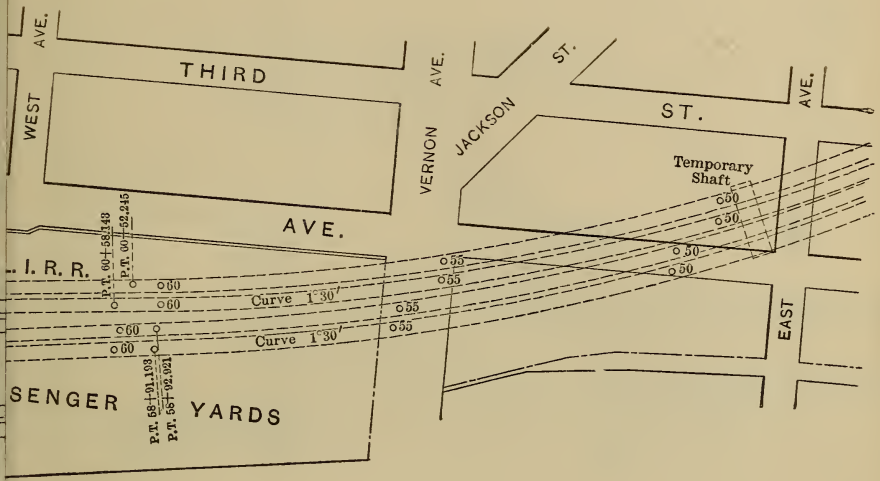 WEST AVE.
THIRD
VERNON AVE.
JACKSON ST.
ST.
AVE.
Temporary
Shaft
50
50
50
50
AVE.
P.T. 60+58.143
P.T. 60+52.245
I. R. R.
60
60
60
60
55
55
55
55
Curve 1°30′
Curve 1°30′
EAST
SENGER YARDS
P.T. 58+91.193
P.T. 58+92.921